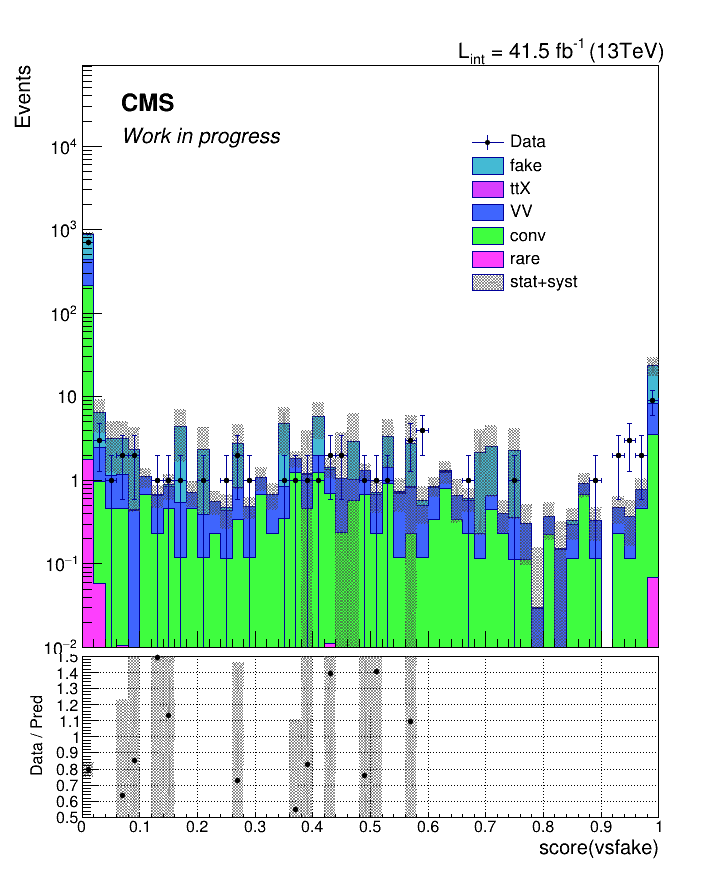 L_int = 41.5 fb^-1 (13TeV)
Events
CMS
Work in progress
Data
fake
ttX
VV
conv
rare
stat+syst
10^4
10^3
10^2
10
1
10^-1
10^-2
Data / Pred
1.5
1.4
1.3
1.2
1.1
1
0.9
0.8
0.7
0.6
0.5
0 0.1 0.2 0.3 0.4 0.5 0.6 0.7 0.8 0.9 1
score(vsfake)